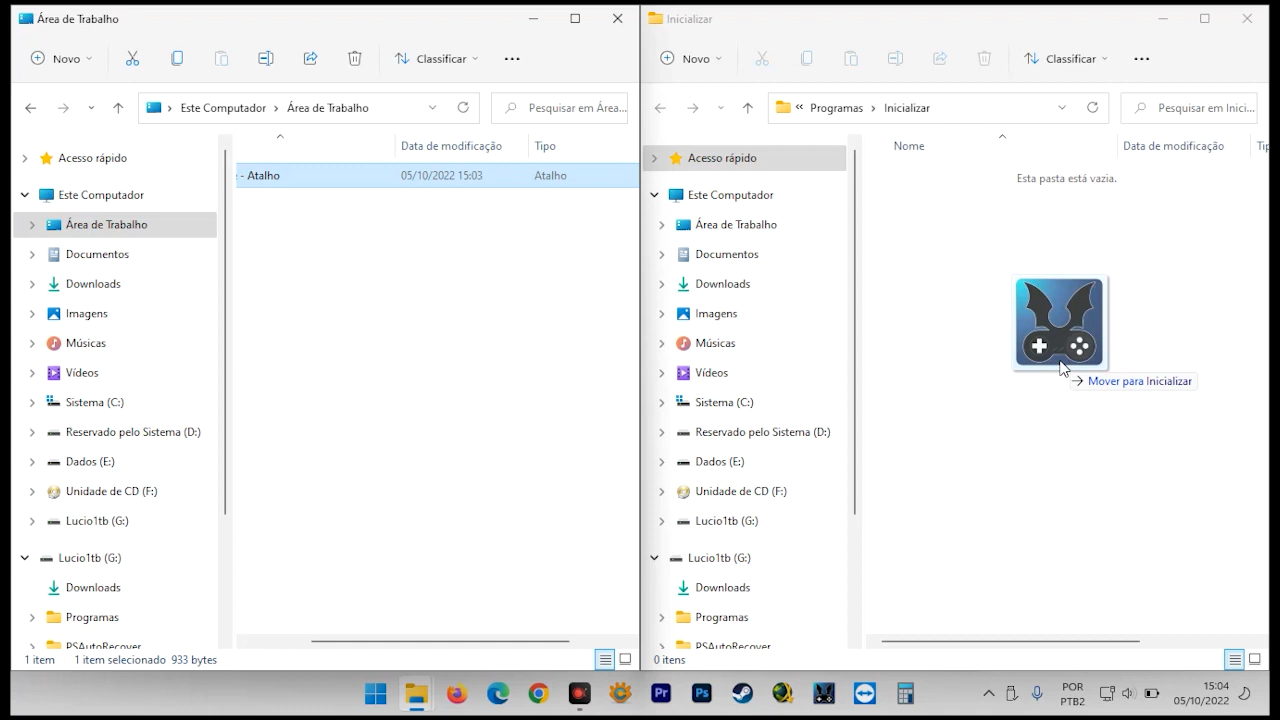 Área de Trabalho
Novo
Classificar
Este Computador
Área de Trabalho
Pesquisar em Área...
Data de modificação
Tipo
- Atalho
05/10/2022 15:03
Atalho
Acesso rápido
Este Computador
Área de Trabalho
Documentos
Downloads
Imagens
Músicas
Vídeos
Sistema (C:)
Reservado pelo Sistema (D:)
Dados (E:)
Unidade de CD (F:)
Lucio1tb (G:)
Lucio1tb (G:)
Downloads
Programas
PSAutoRecover
1 item
1 item selecionado 933 bytes
Inicializar
Novo
Classificar
« Programas
Inicializar
Pesquisar em Inici...
Nome
Data de modificação
Esta pasta está vazia.
Mover para Inicializar
Acesso rápido
Este Computador
Área de Trabalho
Documentos
Downloads
Imagens
Músicas
Vídeos
Sistema (C:)
Reservado pelo Sistema (D:)
Dados (E:)
Unidade de CD (F:)
Lucio1tb (G:)
Lucio1tb (G:)
Downloads
Programas
PSAutoRecover
0 itens
Pr
Ps
POR
PTB2
15:04
05/10/2022